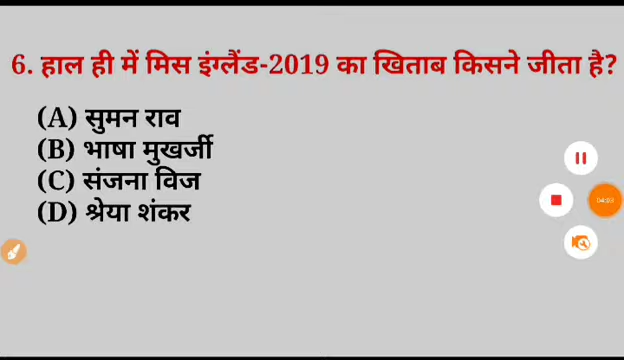 6. हाल ही में मिस इंग्लैंड-2019 का खिताब किसने जीता है?
(A) सुमन राव
(B) भाषा मुखर्जी
(C) संजना विज
(D) श्रेया शंकर